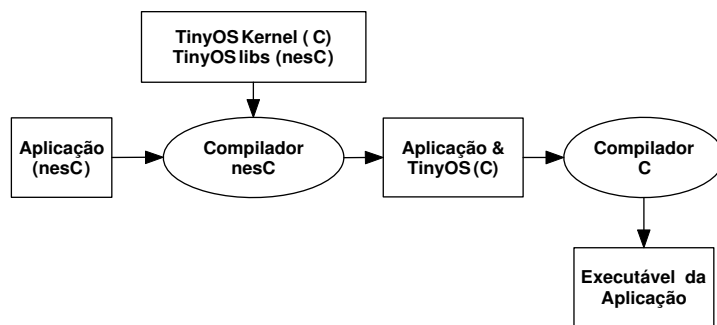 TinyOS Kernel ( C)
TinyOS libs (nesC)
Aplicação
(nesC)
Compilador
nesC
Aplicação &
TinyOS (C)
Compilador
C
Executável da
Aplicação